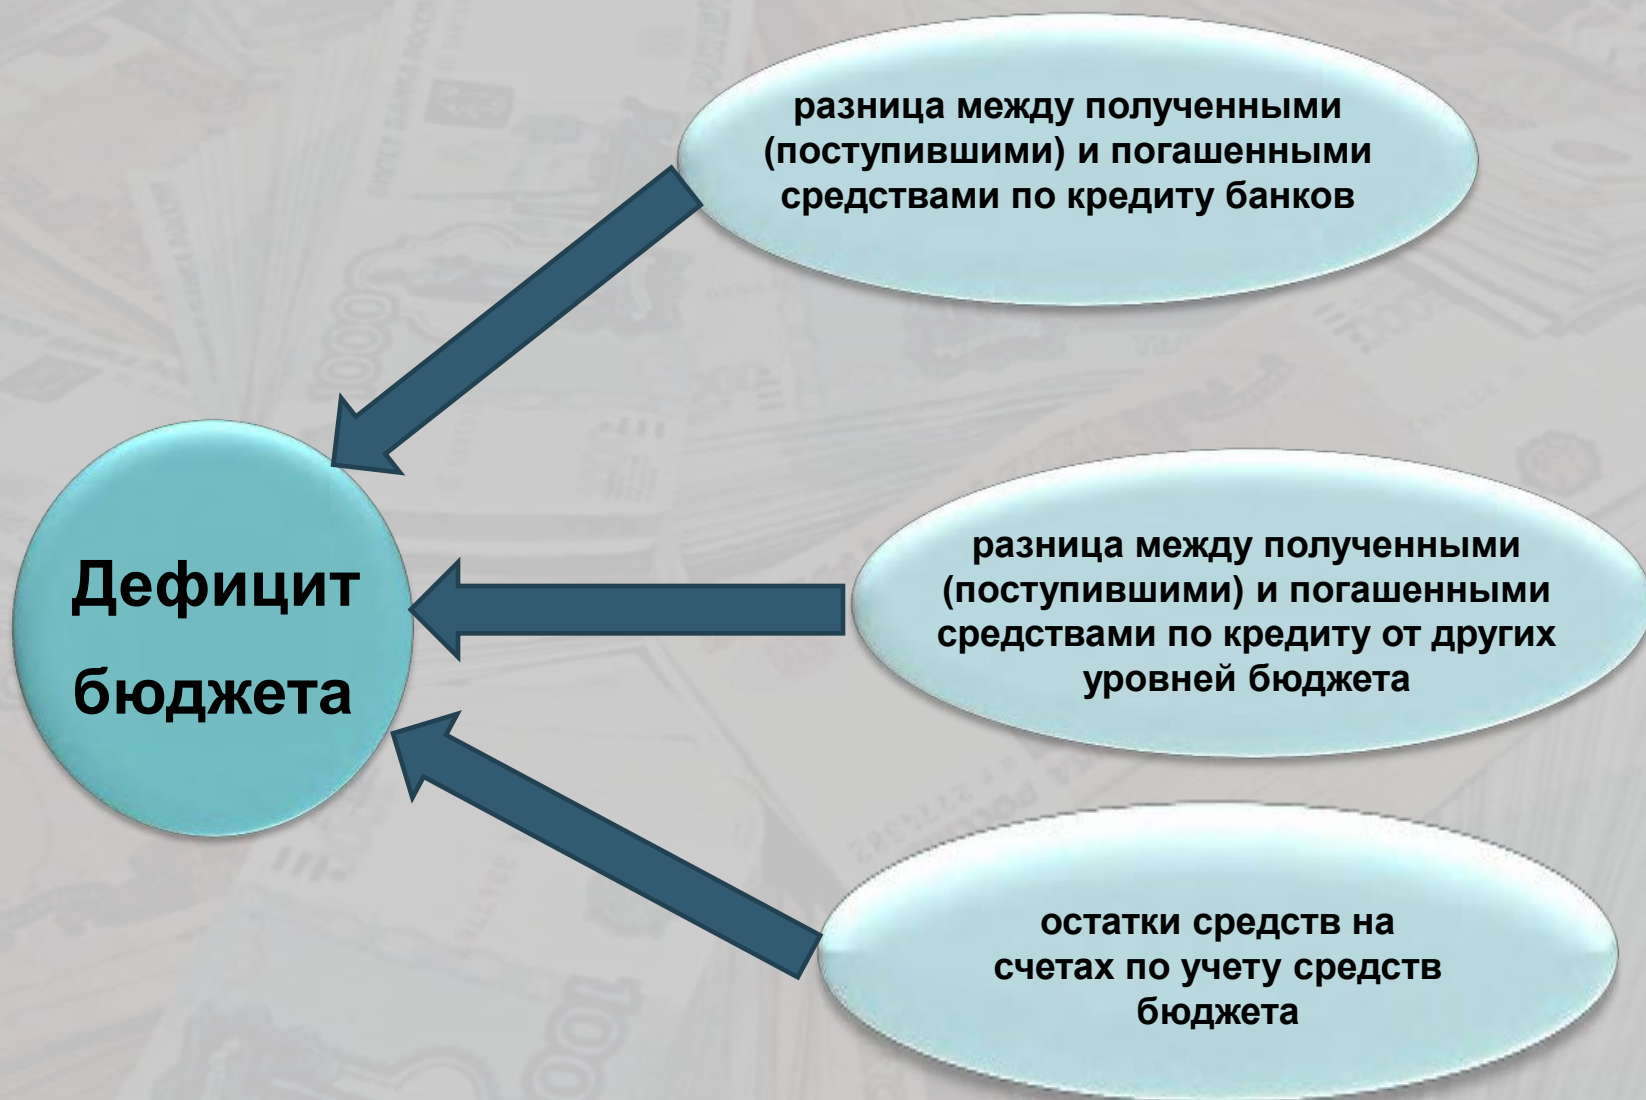 разница между полученными
(поступившими) и погашенными
средствами по кредиту банков
разница между полученными
(поступившими) и погашенными
средствами по кредиту от других
уровней бюджета
Дефицит
бюджета
остатки средств на
счетах по учету средств
бюджета